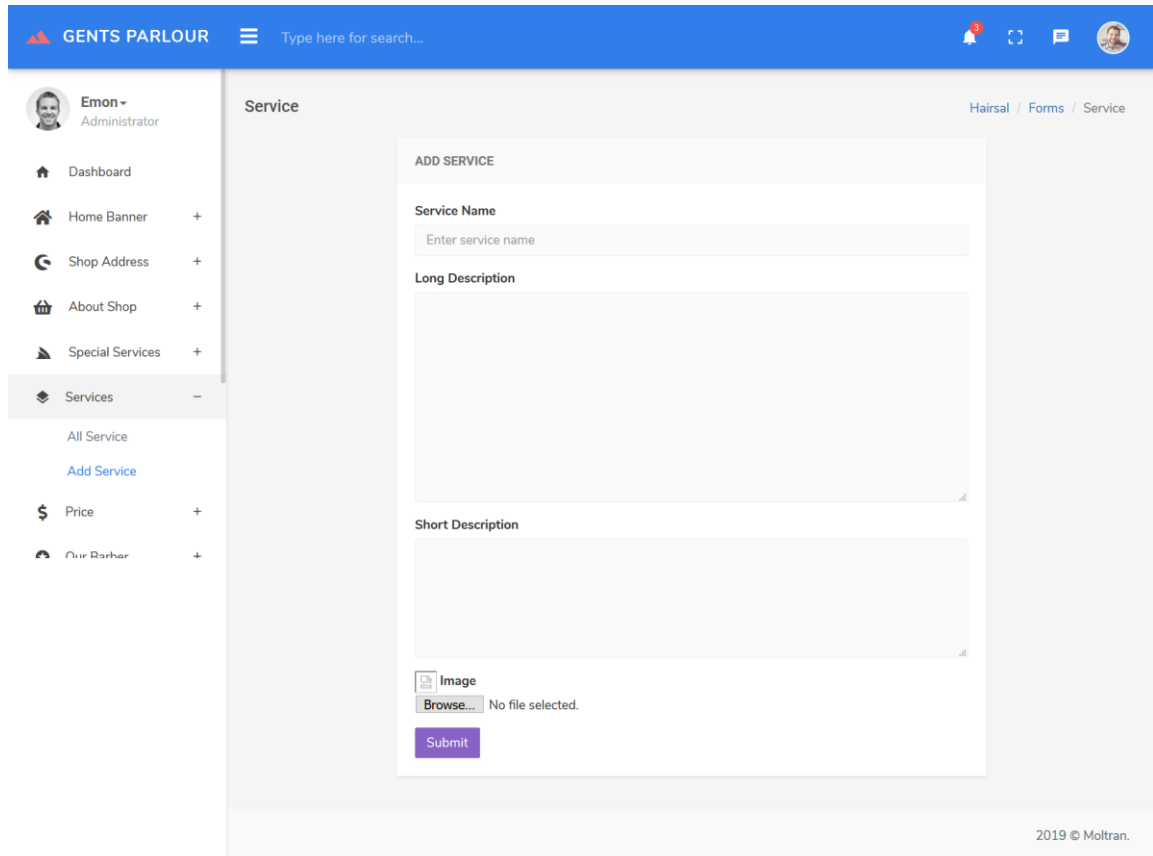 GENTS PARLOUR
Type here for search...
3
Emon
Administrator
Dashboard
Home Banner +
Shop Address +
About Shop +
Special Services +
Services −
All Service
Add Service
Price +
Our Barber +
Service
Hairsal / Forms / Service
ADD SERVICE
Service Name
Enter service name
Long Description
Short Description
Image
Browse... No file selected.
Submit
2019 © Moltran.